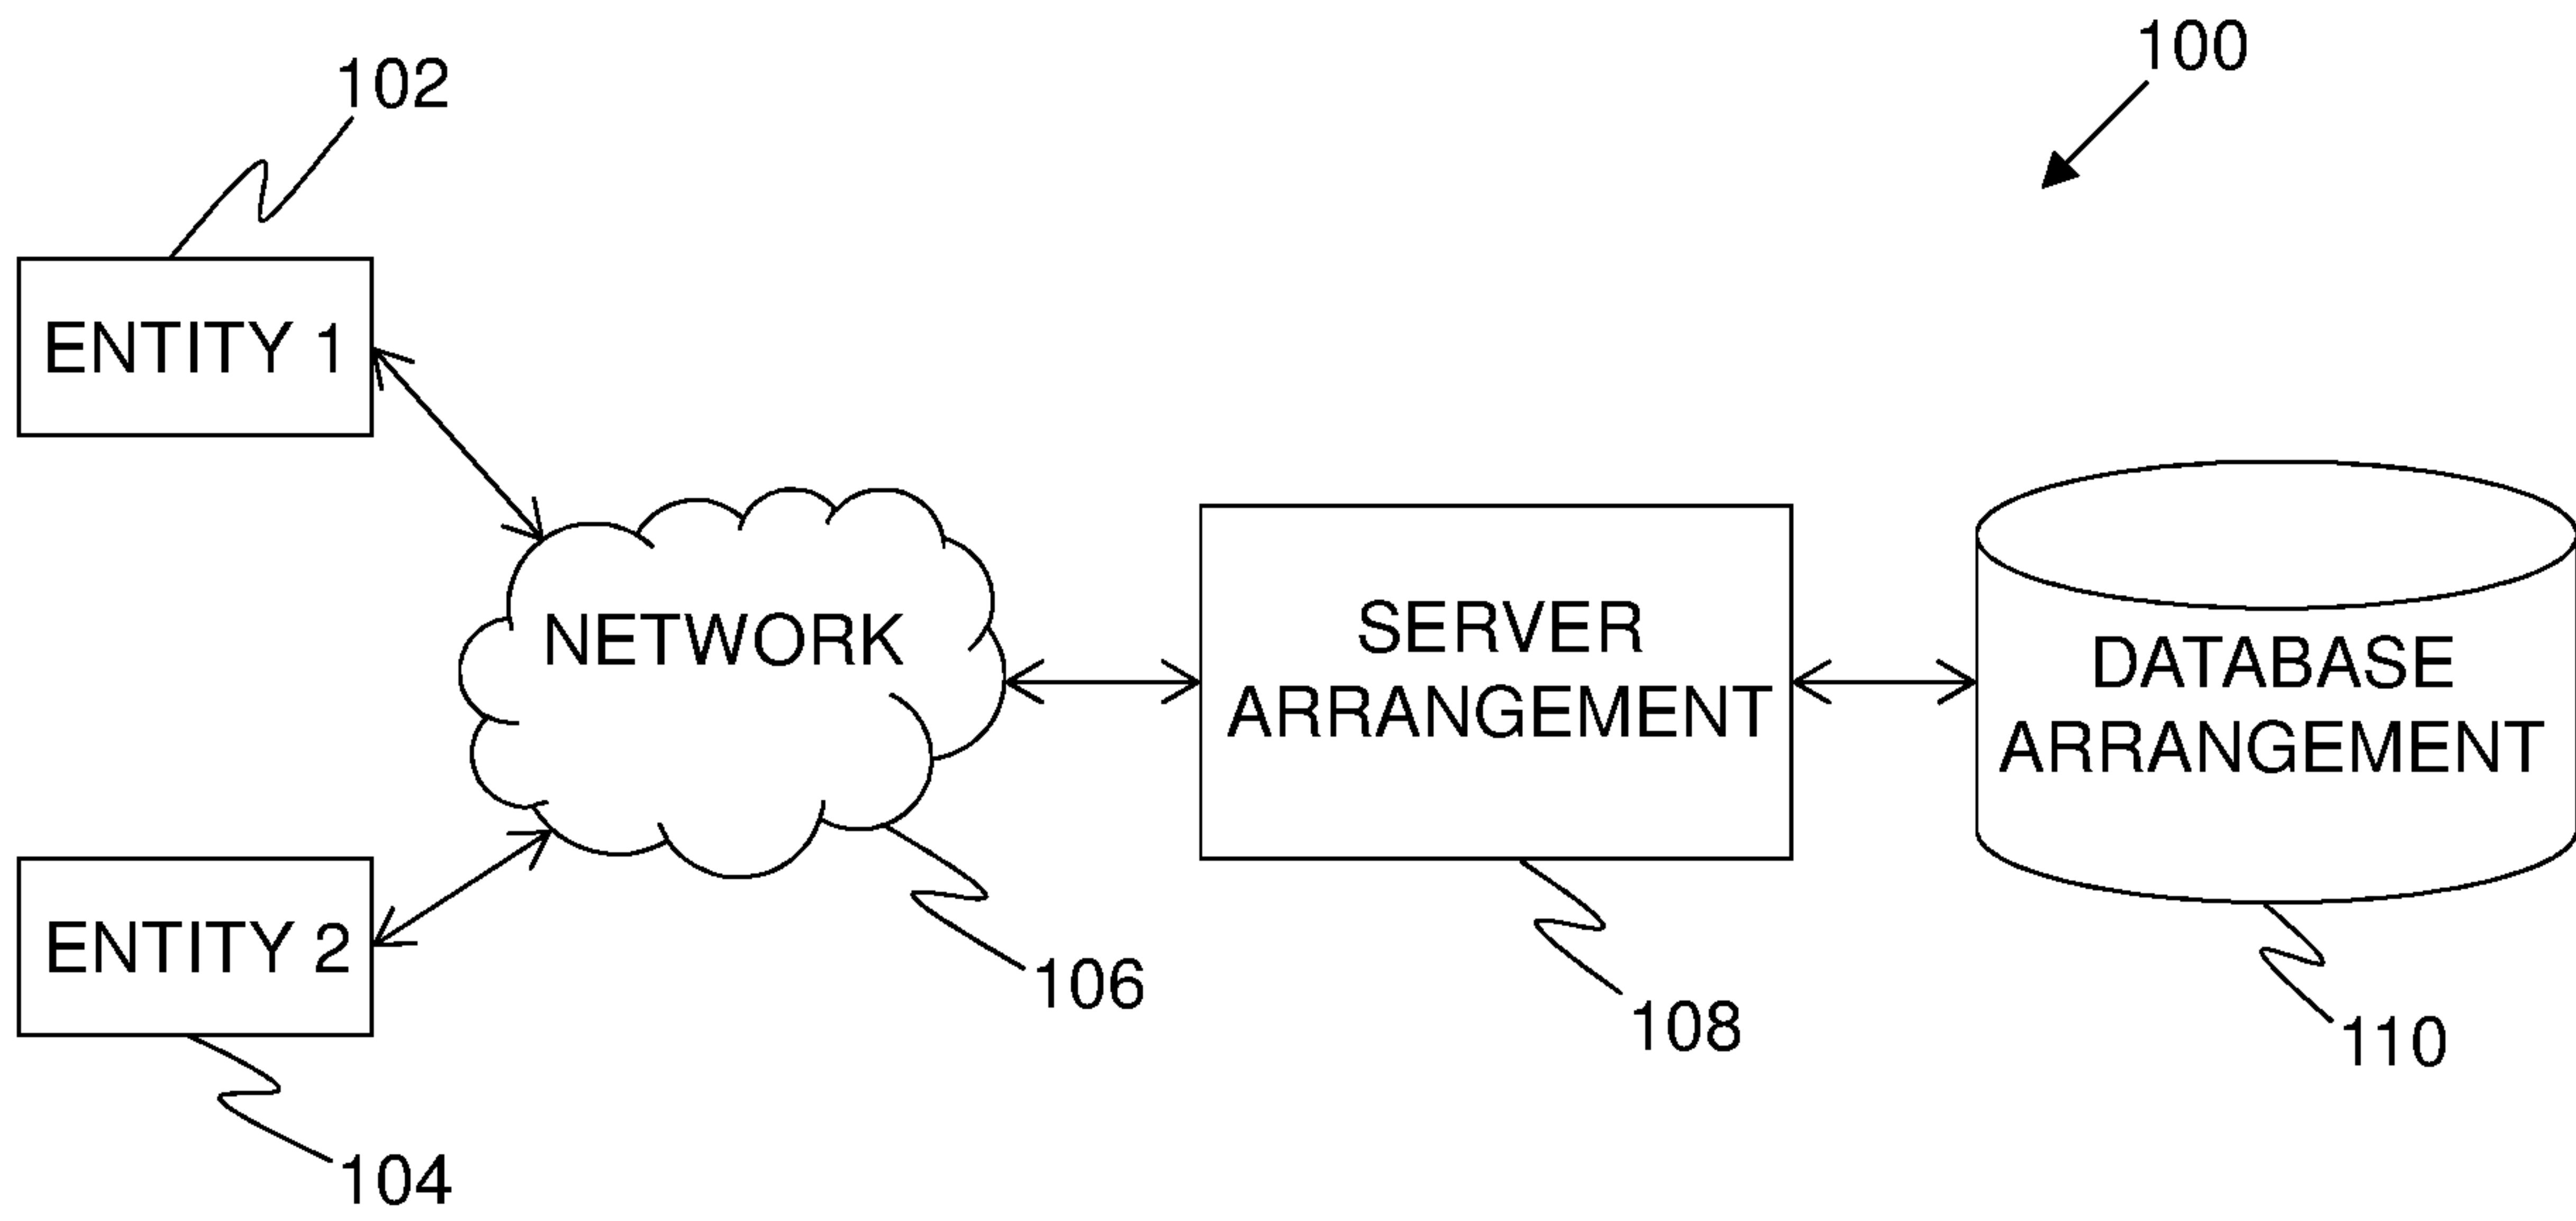 100
102
ENTITY 1
NETWORK
SERVER
ARRANGEMENT
DATABASE
ARRANGEMENT
ENTITY 2
106
108
110
104